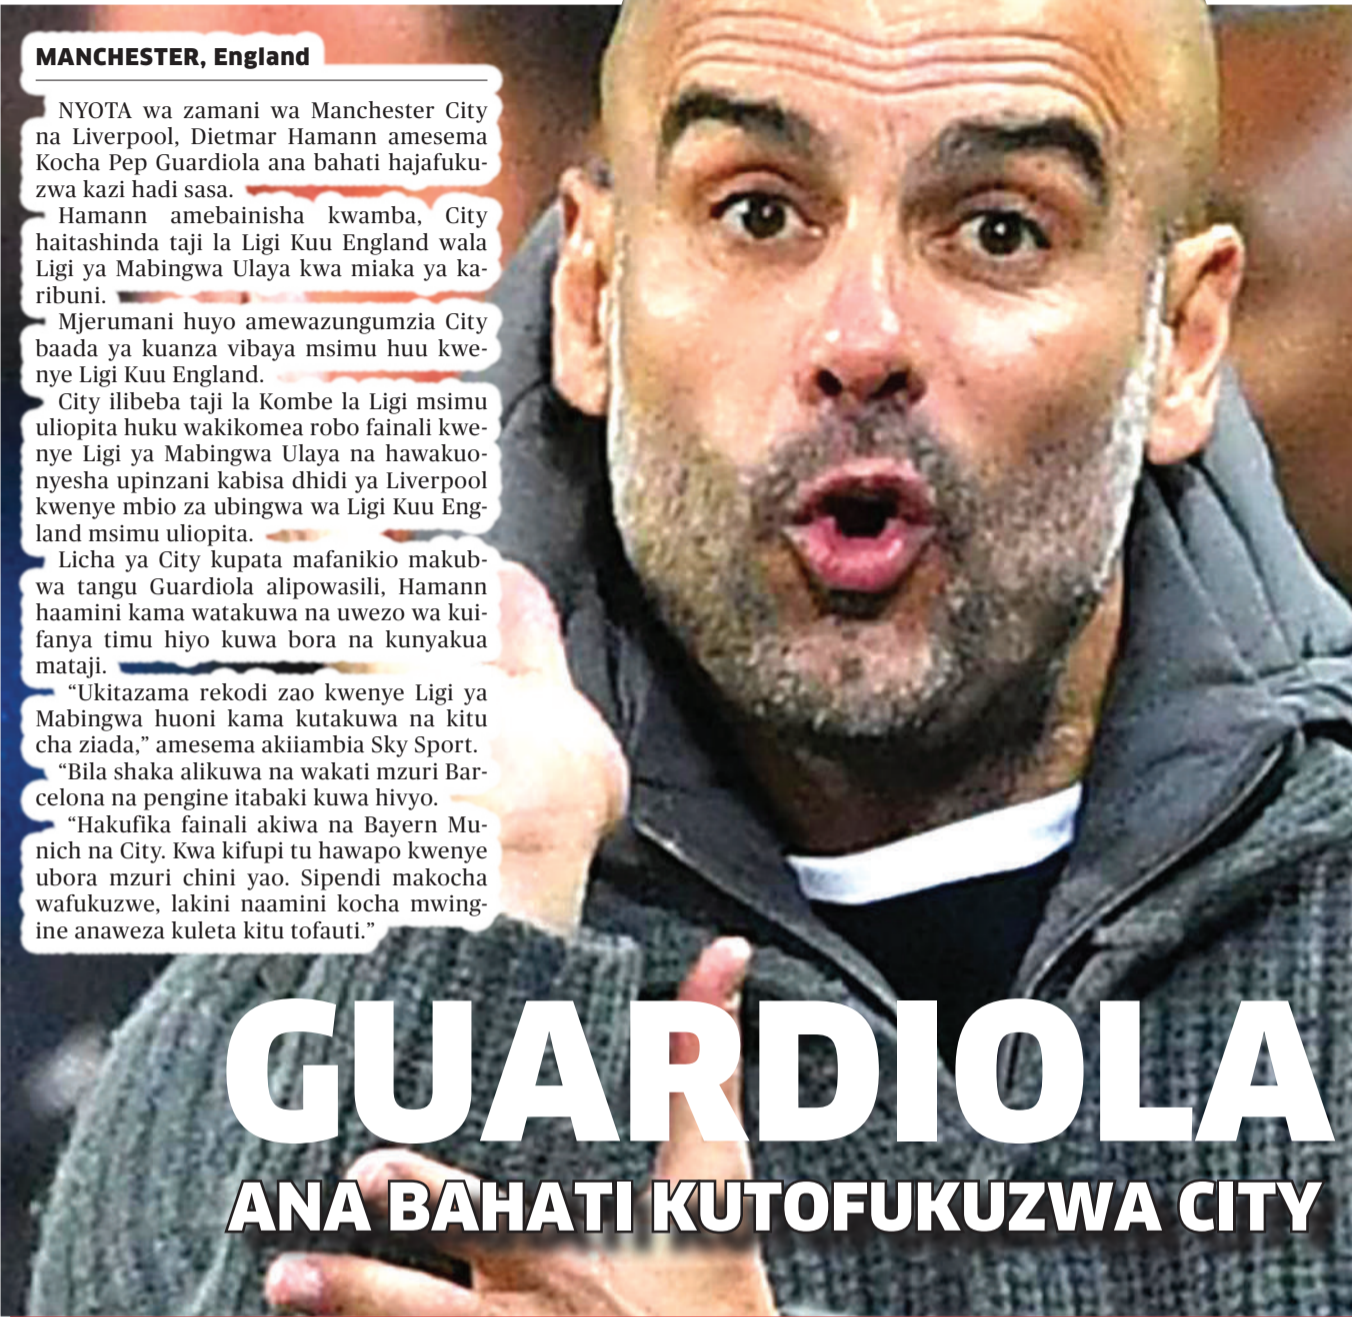 MANCHESTER, England
NYOTA wa zamani wa Manchester City
na Liverpool, Dietmar Hamann amesema
Kocha Pep Guardiola ana bahati hajafuku-
zwa kazi hadi sasa.
Hamann amebainisha kwamba, City
haitashinda taji la Ligi Kuu England wala
Ligi ya Mabingwa Ulaya kwa miaka ya ka-
ribuni.
Mjerumani huyo amewazungumzia City
baada ya kuanza vibaya msimu huu kwe-
nye Ligi Kuu England.
City ilibeba taji la Kombe la Ligi msimu
uliopita huku wakikomea robo fainali kwe-
nye Ligi ya Mabingwa Ulaya na hawakuo-
nyesha upinzani kabisa dhidi ya Liverpool
kwenye mbio za ubingwa wa Ligi Kuu Eng-
land msimu uliopita.
Licha ya City kupata mafanikio makub-
wa tangu Guardiola alipowasili, Hamann
haamini kama watakuwa na uwezo wa kui-
fanya timu hiyo kuwa bora na kunyakua
mataji.
“Ukitazama rekodi zao kwenye Ligi ya
Mabingwa huoni kama kutakuwa na kitu
cha ziada,” amesema akiiambia Sky Sport.
“Bila shaka alikuwa na wakati mzuri Bar-
celona na pengine itabaki kuwa hivyo.
“Hakufika fainali akiwa na Bayern Mu-
nich na City. Kwa kifupi tu hawapo kwenye
ubora mzuri chini yao. Sipendi makocha
wafukuzwe, lakini naamini kocha mwing-
ine anaweza kuleta kitu tofauti.”
GUARDIOLA
ANA BAHATI KUTOFUKUZWA CITY